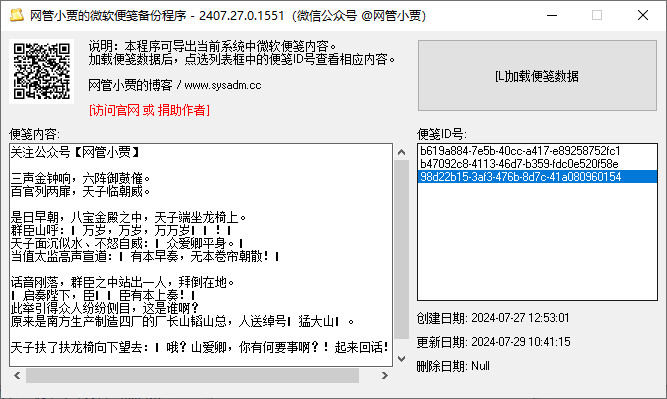 网管小贾的微软便笺备份程序 - 2407.27.0.1551（微信公众号 @网管小贾）
说明：本程序可导出当前系统中微软便笺内容。
加载便笺数据后，点选列表框中的便笺ID号查看相应内容。
网管小贾的博客 / www.sysadm.cc
[访问官网 或 捐助作者]
[L]加载便笺数据
便笺内容:
关注公众号【网管小贾】
三声金钟响，六阵御鼓催。
百官列两扉，天子临朝威。
是日早朝，八宝金殿之中，天子端坐龙椅上。
群臣山呼：▎万岁，万岁，万万岁▎▎！▎
天子面沉似水、不怒自威：▎众爱卿平身。▎
当值太监高声宣道：▎有本早奏，无本卷帘朝散！▎
话音刚落，群臣之中站出一人，拜倒在地。
▎启奏陛下，臣▎▎臣有本上奏！▎
此举引得众人纷纷侧目，这是谁啊？
原来是南方生产制造四厂的厂长山韬山总，人送绰号▎猛大山▎。
天子扶了扶龙椅向下望去：▎哦？山爱卿，你有何要事啊？！起来回话！
便笺ID号:
b619a884-7e5b-40cc-a417-e89258752fc1
b47092c8-4113-46d7-b359-fdc0e520f58e
98d22b15-3af3-476b-8d7c-41a080960154
创建日期: 2024-07-27 12:53:01
更新日期: 2024-07-29 10:41:15
删除日期: Null